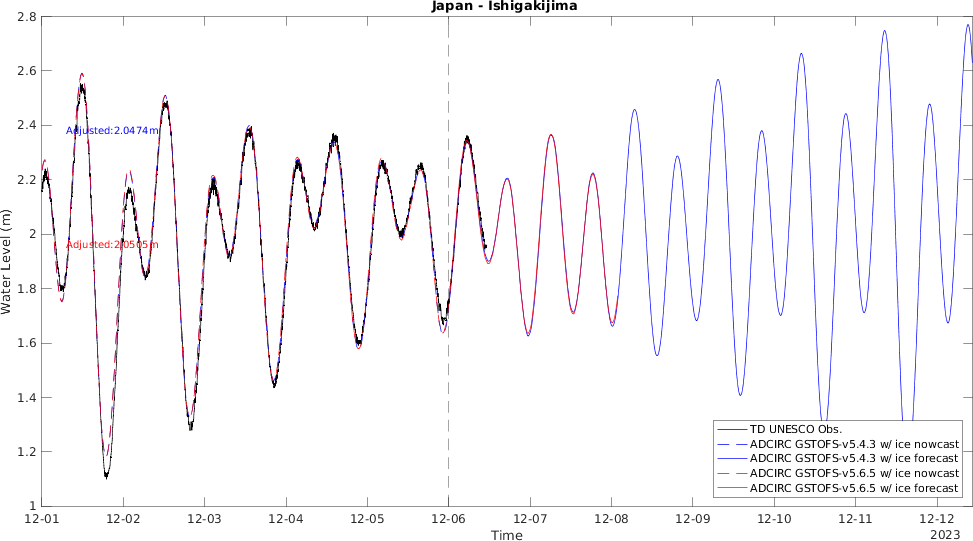 Japan - Ishigakijima
2.8
2.6
2.4
2.2
2
1.8
1.6
1.4
1.2
1
Water Level (m)
Adjusted:2.0474m
Adjusted:2.0505m
TD UNESCO Obs.
ADCIRC GSTOFS-v5.4.3 w/ ice nowcast
ADCIRC GSTOFS-v5.4.3 w/ ice forecast
ADCIRC GSTOFS-v5.6.5 w/ ice nowcast
ADCIRC GSTOFS-v5.6.5 w/ ice forecast
12-01 12-02 12-03 12-04 12-05 12-06 12-07 12-08 12-09 12-10 12-11 12-12
2023
Time